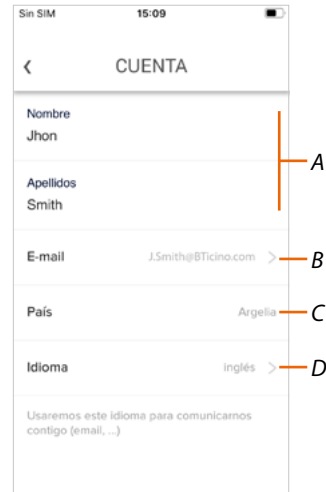 Sin SIM 15:09
CUENTA
Nombre
Jhon
A
Apellidos
Smith
E-mail J.Smith@BTicino.com B
País Argelia C
Idioma inglés D
Usaremos este idioma para comunicarnos
contigo (email, ...)